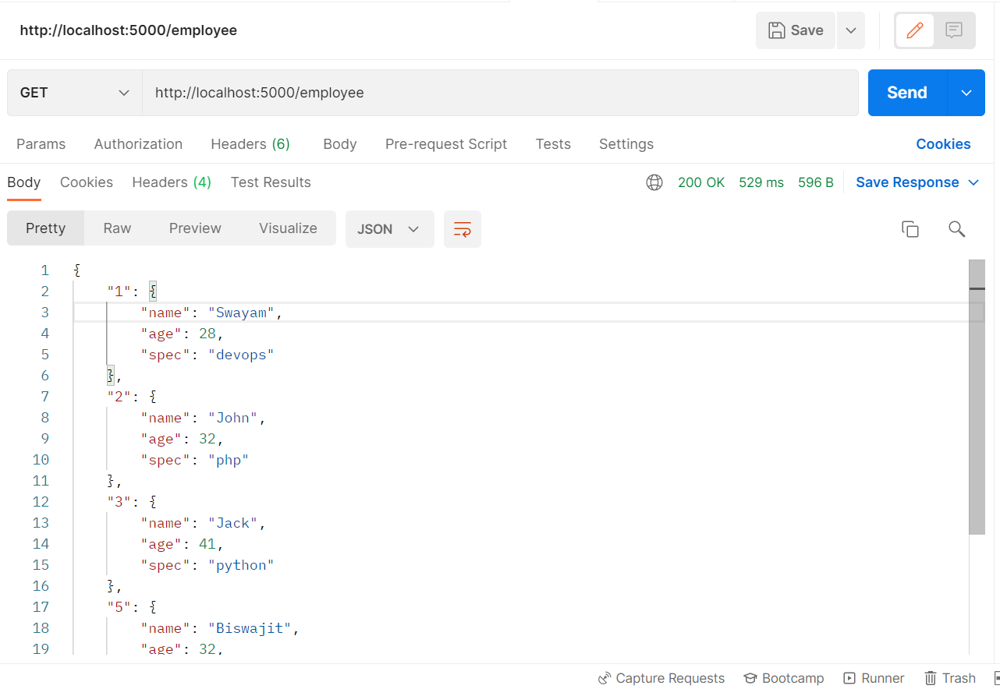 http://localhost:5000/employee Save
GET http://localhost:5000/employee Send
Params Authorization Headers (6) Body Pre-request Script Tests Settings Cookies
Body Cookies Headers (4) Test Results 200 OK 529 ms 596 B Save Response
Pretty Raw Preview Visualize JSON
1 {
2 "1": {
3 "name": "Swayam",
4 "age": 28,
5 "spec": "devops"
6 },
7 "2": {
8 "name": "John",
9 "age": 32,
10 "spec": "php"
11 },
12 "3": {
13 "name": "Jack",
14 "age": 41,
15 "spec": "python"
16 },
17 "5": {
18 "name": "Biswajit",
19 "age": 32,
Capture Requests Bootcamp Runner Trash